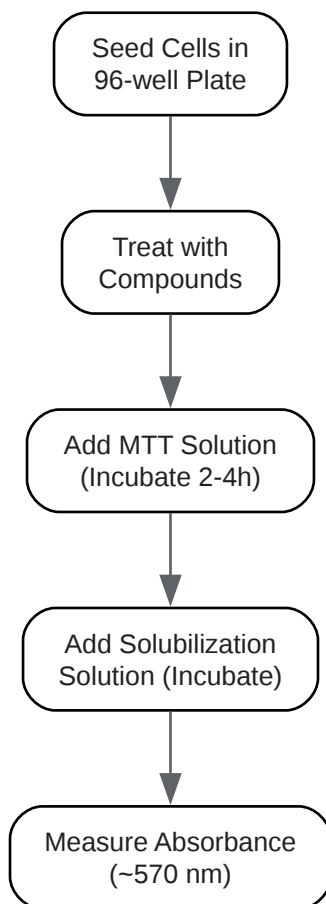 Seed Cells in
96-well Plate
Treat with
Compounds
Add MTT Solution
(Incubate 2-4h)
Add Solubilization
Solution (Incubate)
Measure Absorbance
(~570 nm)